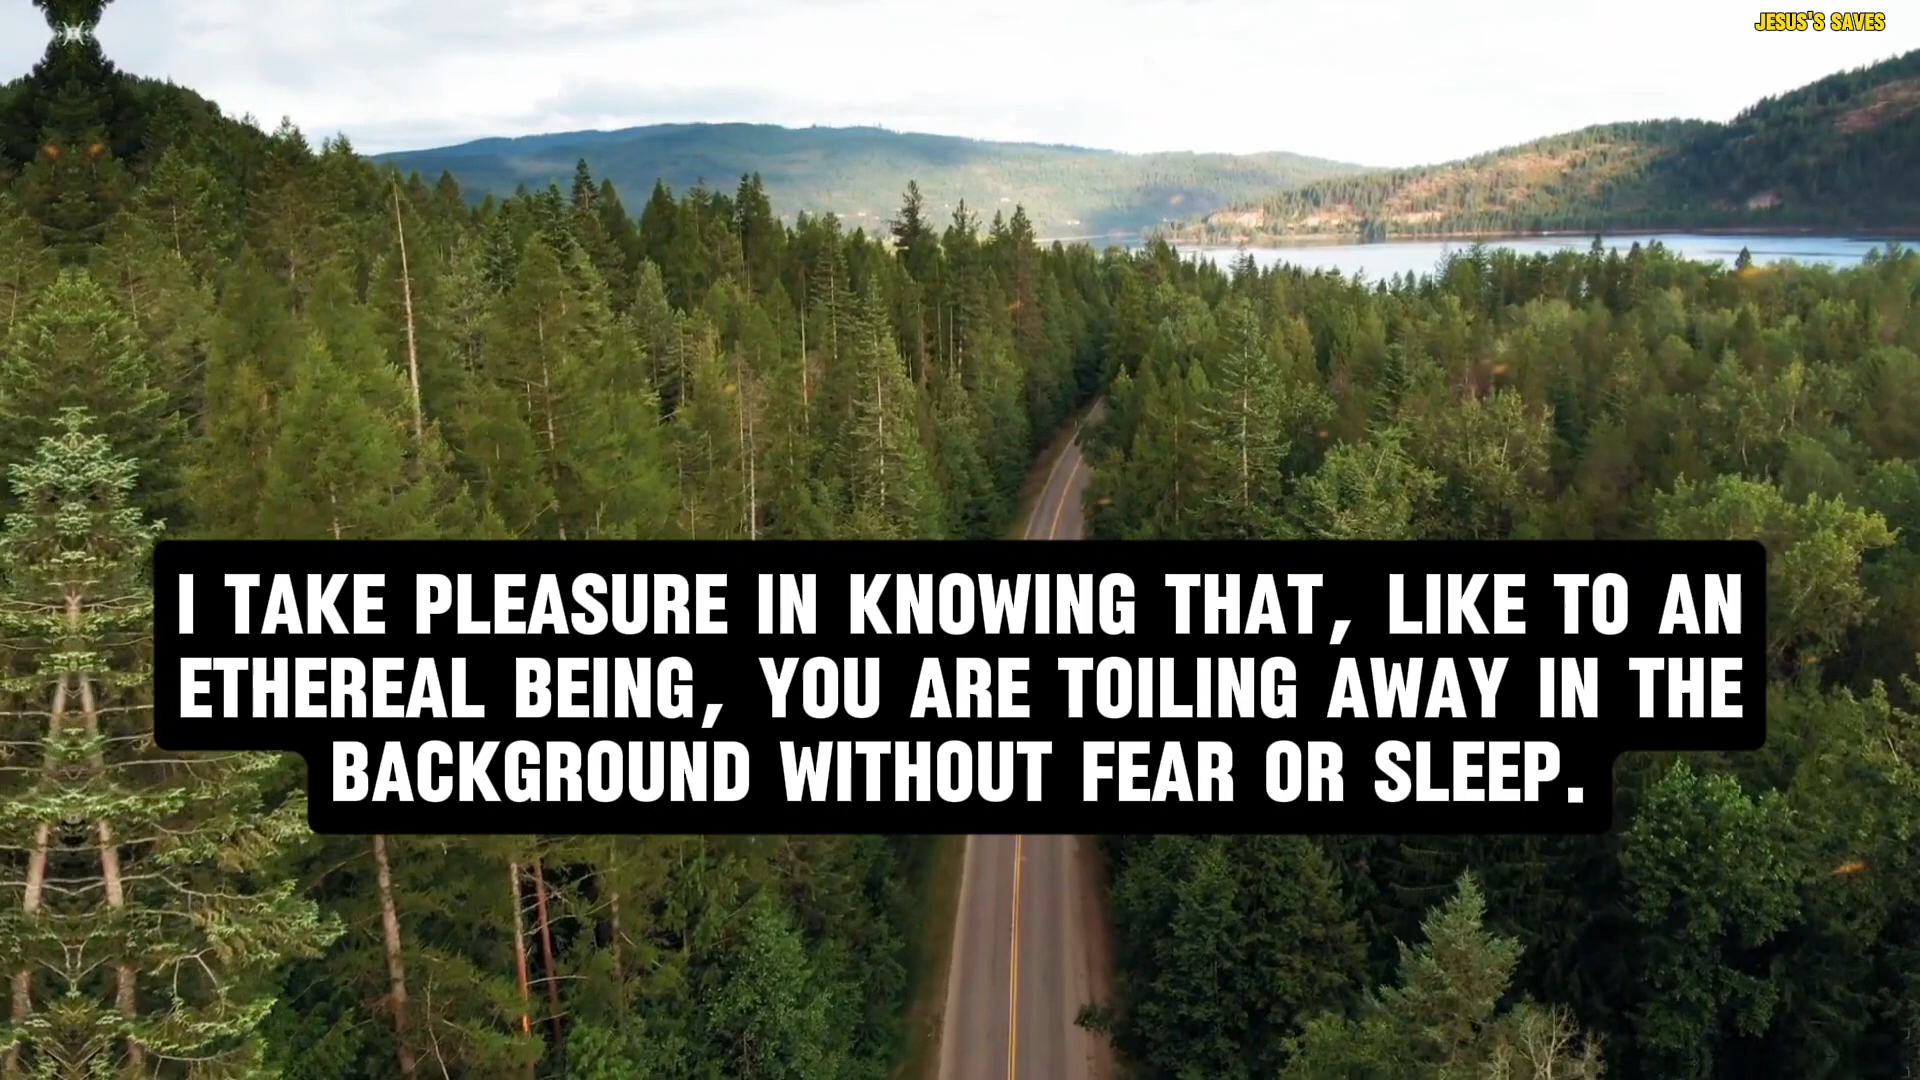 JESUS'S SAVES
I TAKE PLEASURE IN KNOWING THAT, LIKE TO AN
ETHEREAL BEING, YOU ARE TOILING AWAY IN THE
BACKGROUND WITHOUT FEAR OR SLEEP.